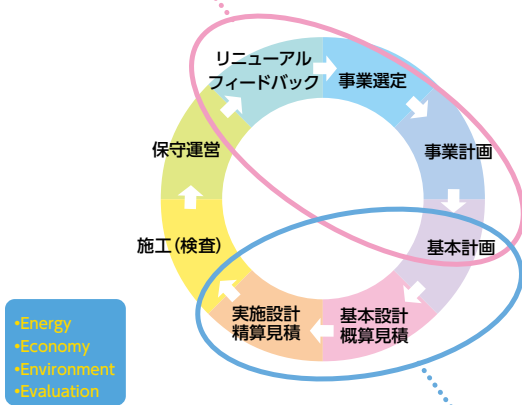 リニューアル
フィードバック
事業選定
事業計画
基本計画
基本設計
概算見積
実施設計
精算見積
施工(検査)
保守運営
•Energy
•Economy
•Environment
•Evaluation